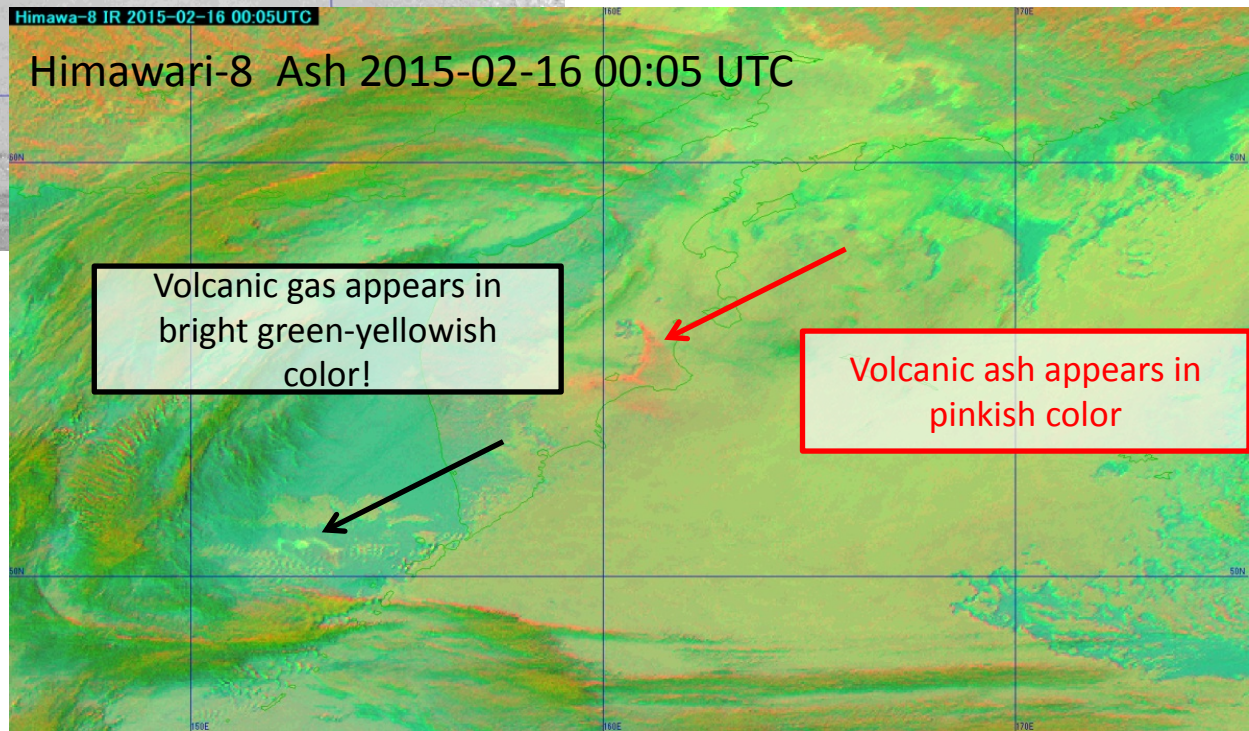 Himawa-8 IR 2015-02-16 00:05UTC
160E
170E
Himawari-8 Ash 2015-02-16 00:05 UTC
60N
60N
Volcanic gas appears in
bright green-yellowish
color!
Volcanic ash appears in
pinkish color
50N
50N
150E
160E
170E